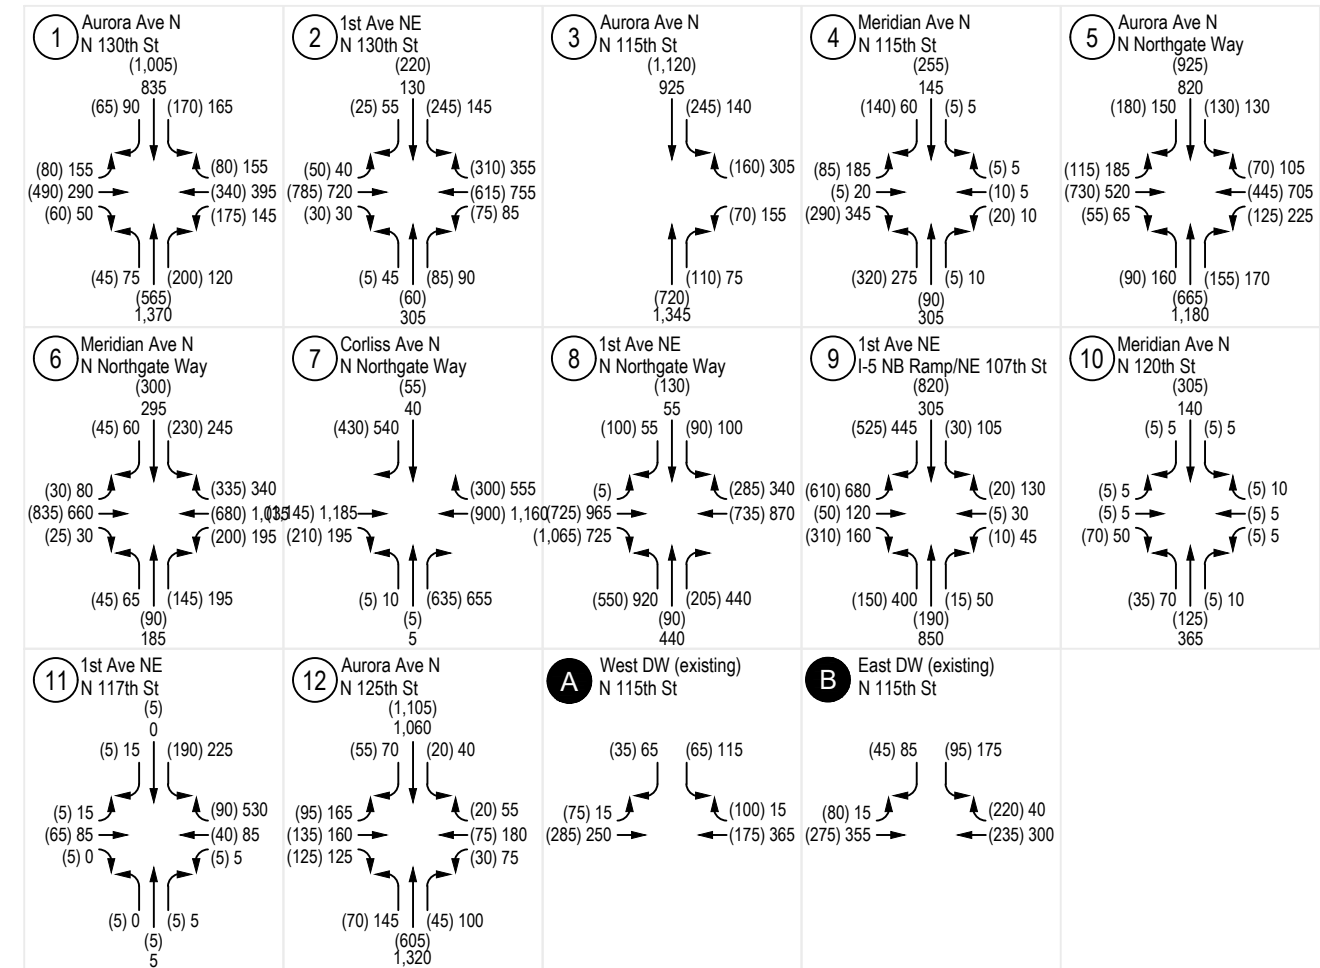 1 Aurora Ave N
N 130th St
(1,005)
835
(65) 90 (170) 165
(80) 155 (80) 155
(490) 290 (340) 395
(60) 50 (175) 145
(45) 75 (200) 120
(565)
1,370
2 1st Ave NE
N 130th St
(220)
130
(25) 55 (245) 145
(50) 40 (310) 355
(785) 720 (615) 755
(30) 30 (75) 85
(5) 45 (85) 90
(60)
305
3 Aurora Ave N
N 115th St
(1,120)
925
(245) 140
(160) 305
(70) 155
(110) 75
(720)
1,345
4 Meridian Ave N
N 115th St
(255)
145
(140) 60 (5) 5
(85) 185 (5) 5
(5) 20 (10) 5
(290) 345 (20) 10
(320) 275 (5) 10
(90)
305
5 Aurora Ave N
N Northgate Way
(925)
820
(180) 150 (130) 130
(115) 185 (70) 105
(730) 520 (445) 705
(55) 65 (125) 225
(90) 160 (155) 170
(665)
1,180
6 Meridian Ave N
N Northgate Way
(300)
295
(45) 60 (230) 245
(30) 80 (335) 340
(835) 660 (680) 1,035
(25) 30 (200) 195
(45) 65 (145) 195
(90)
185
7 Corliss Ave N
N Northgate Way
(55)
40
(430) 540
(300) 555
1,185 (900) 1,160
(210) 195
(5) 10 (635) 655
(5)
5
8 1st Ave NE
N Northgate Way
(130)
55
(100) 55 (90) 100
(5) (285) 340
(725) 965 (735) 870
(1,065) 725
(550) 920 (205) 440
(90)
440
9 1st Ave NE
I-5 NB Ramp/NE 107th St
(820)
305
(525) 445 (30) 105
(610) 680 (20) 130
(50) 120 (5) 30
(310) 160 (10) 45
(150) 400 (15) 50
(190)
850
10 Meridian Ave N
N 120th St
(305)
140
(5) 5 (5) 5
(5) 5 (5) 10
(5) 5 (5) 5
(70) 50 (5) 5
(35) 70 (5) 10
(125)
365
11 1st Ave NE
N 117th St
(5)
0
(5) 15 (190) 225
(5) 15 (90) 530
(65) 85 (40) 85
(5) 0 (5) 5
(5) 0 (5) 5
(5)
5
12 Aurora Ave N
N 125th St
(1,105)
1,060
(55) 70 (20) 40
(95) 165 (20) 55
(135) 160 (75) 180
(125) 125 (30) 75
(70) 145 (45) 100
(605)
1,320
A West DW (existing)
N 115th St
(35) 65 (65) 115
(75) 15 (100) 15
(285) 250 (175) 365
B East DW (existing)
N 115th St
(45) 85 (95) 175
(80) 15 (220) 40
(275) 355 (235) 300